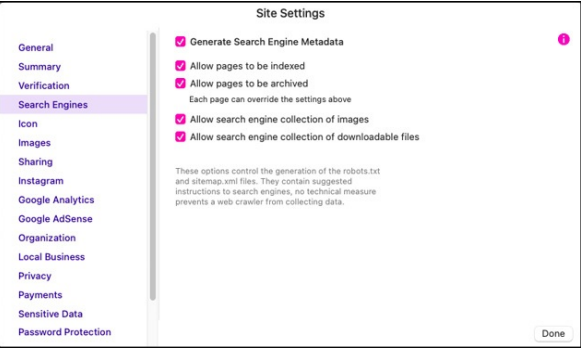 Site Settings
General
Summary
Verification
Search Engines
Icon
Images
Sharing
Instagram
Google Analytics
Google AdSense
Organization
Local Business
Privacy
Payments
Sensitive Data
Password Protection
Generate Search Engine Metadata
Allow pages to be indexed
Allow pages to be archived
Each page can override the settings above
Allow search engine collection of images
Allow search engine collection of downloadable files
These options control the generation of the robots.txt
and sitemap.xml files. They contain suggested
instructions to search engines, no technical measure
prevents a web crawler from collecting data.
Done